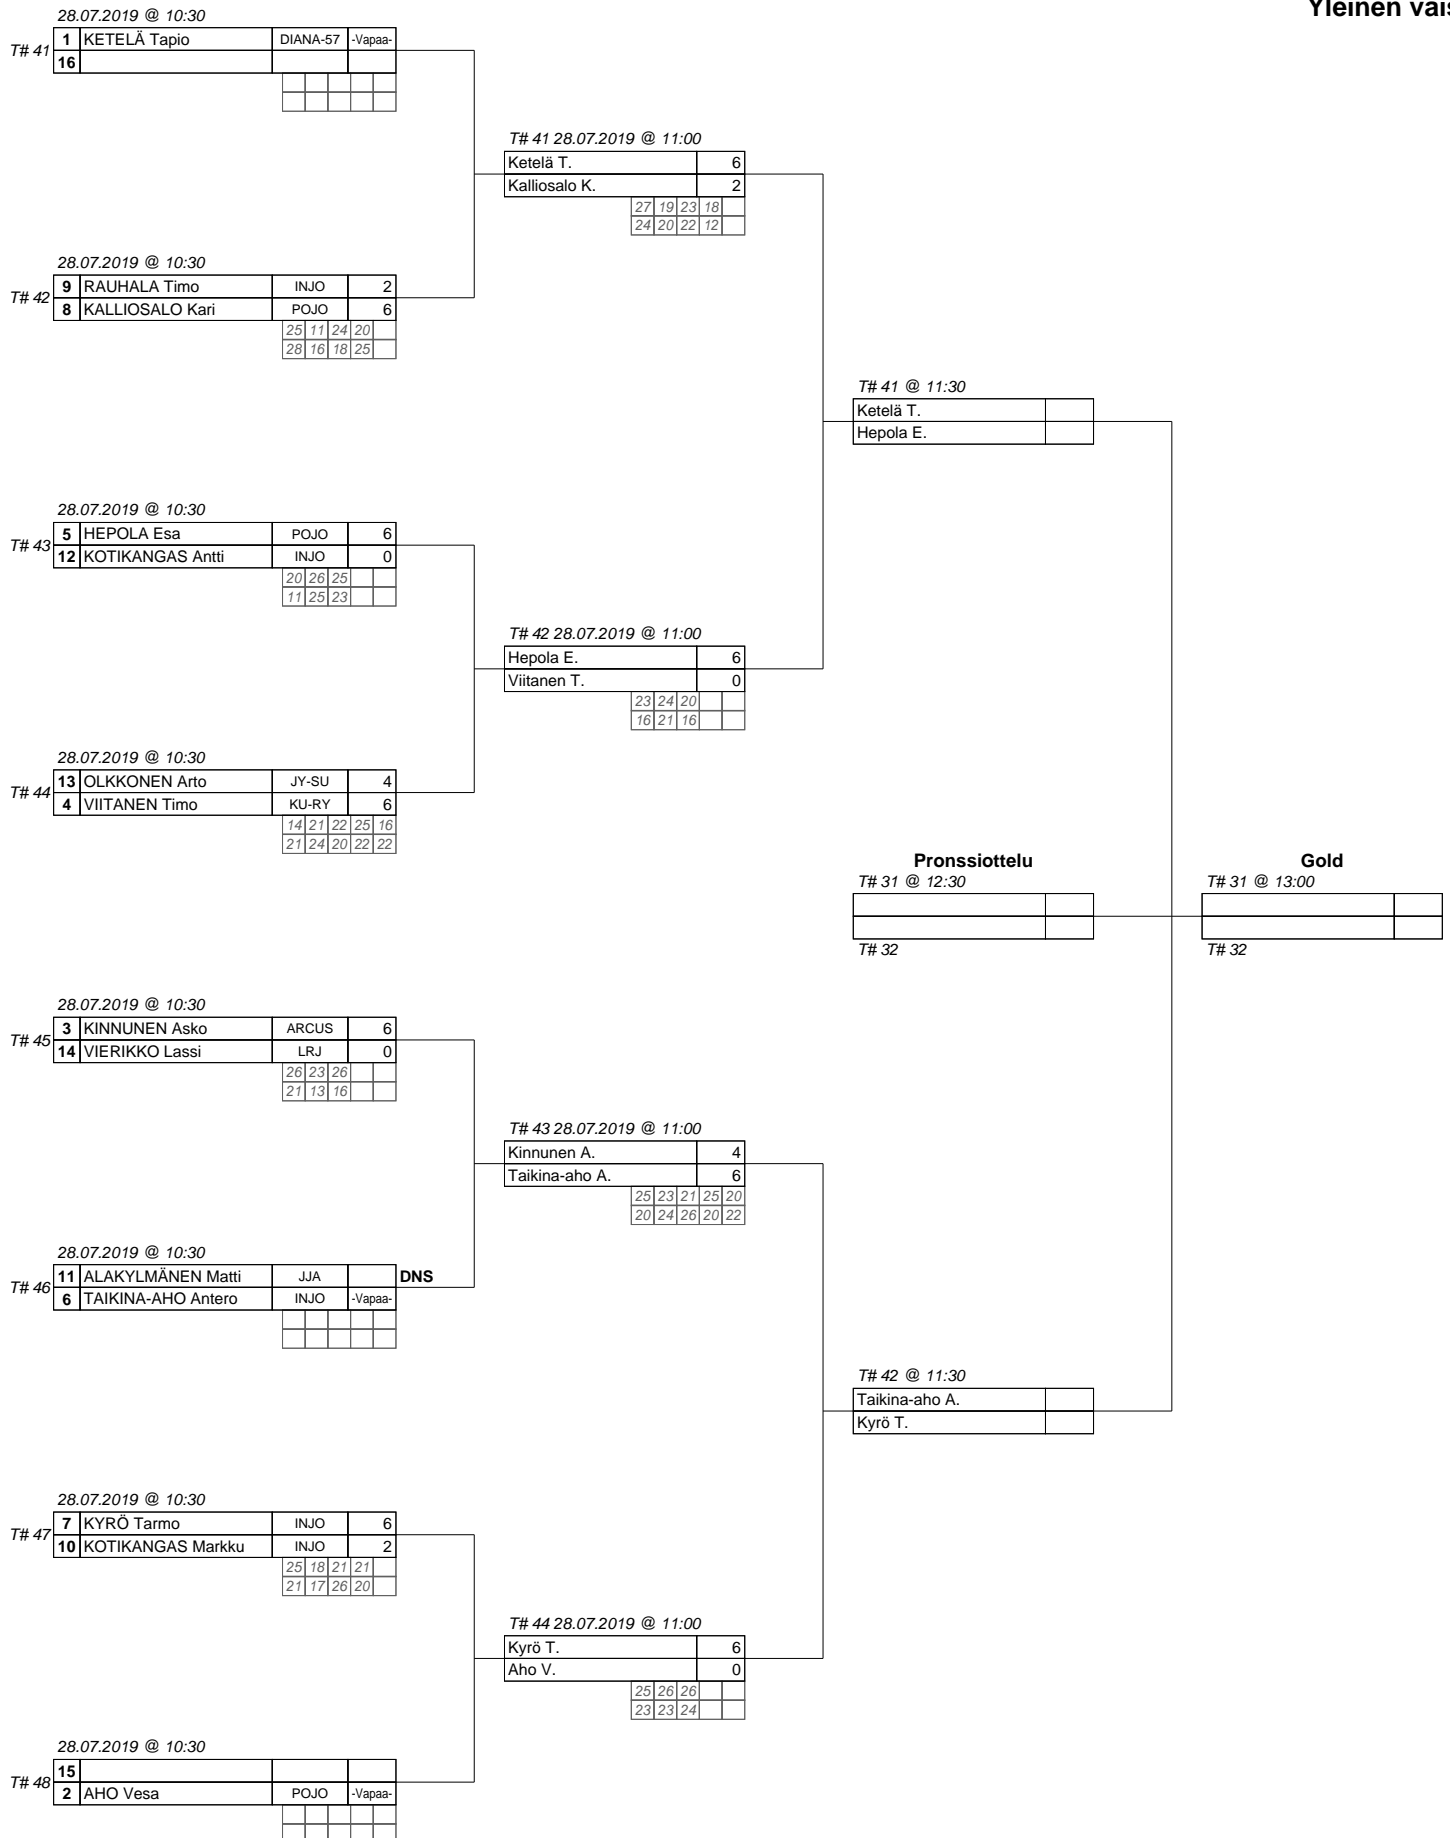 Yleinen
28.07.2019 @ 10:30
T# 41
1 KETELÄ Tapio DIANA-57 -Vapaa-
16
T# 41 28.07.2019 @ 11:00
Ketelä T. 6
Kalliosalo K. 2
27 19 23 18
24 20 22 12
28.07.2019 @ 10:30
T# 42
9 RAUHALA Timo INJO 2
8 KALLIOSALO Kari POJO 6
25 11 24 20
28 16 18 25
T# 41 @ 11:30
Ketelä T.
Hepola E.
28.07.2019 @ 10:30
T# 43
5 HEPOLA Esa POJO 6
12 KOTIKANGAS Antti INJO 0
20 26 25
11 25 23
T# 42 28.07.2019 @ 11:00
Hepola E. 6
Viitanen T. 0
23 24 20
16 21 16
28.07.2019 @ 10:30
T# 44
13 OLKKONEN Arto JY-SU 4
4 VIITANEN Timo KU-RY 6
14 21 22 25 16
21 24 20 22 22
Pronssiottelu Gold
T# 31 @ 12:30 T# 31 @ 13:00
T# 32 T# 32
28.07.2019 @ 10:30
T# 45
3 KINNUNEN Asko ARCUS 6
14 VIERIKKO Lassi LRJ 0
26 23 26
21 13 16
T# 43 28.07.2019 @ 11:00
Kinnunen A. 4
Taikina-aho A. 6
25 23 21 25 20
20 24 26 20 22
28.07.2019 @ 10:30
T# 46
11 ALAKYLMÄNEN Matti JJA DNS
6 TAIKINA-AHO Antero INJO -Vapaa-
T# 42 @ 11:30
Taikina-aho A.
Kyrö T.
28.07.2019 @ 10:30
T# 47
7 KYRÖ Tarmo INJO 6
10 KOTIKANGAS Markku INJO 2
25 18 21 21
21 17 26 20
T# 44 28.07.2019 @ 11:00
Kyrö T. 6
Aho V. 0
25 26 26
23 23 24
28.07.2019 @ 10:30
T# 48
15
2 AHO Vesa POJO -Vapaa-